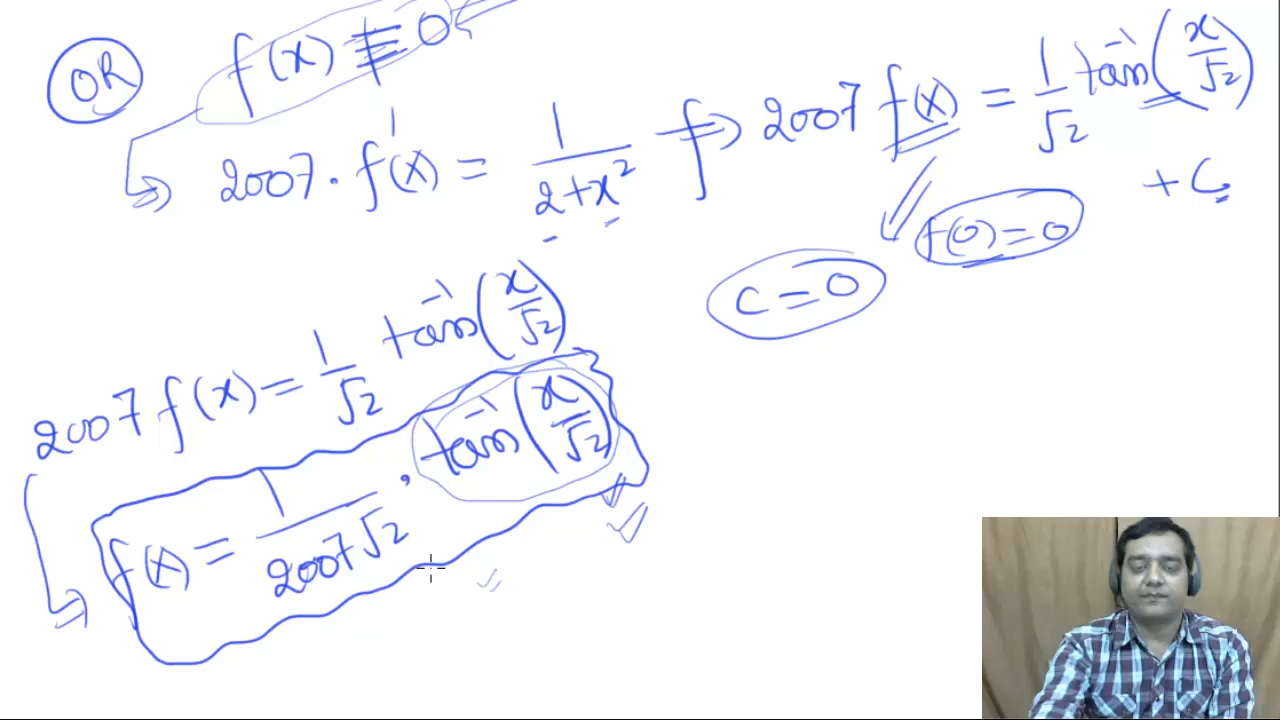 OR f(x) ≠ 0
2007 · f'(x) = 1/(2+x²) ∫⇒ 2007 f(x) = 1/√2 tan⁻¹(x/√2)
+ C
f(0) = 0
C = 0
2007 f(x) = 1/√2 tan⁻¹(x/√2)
f(x) = 1/(2007√2) · tan⁻¹(x/√2)